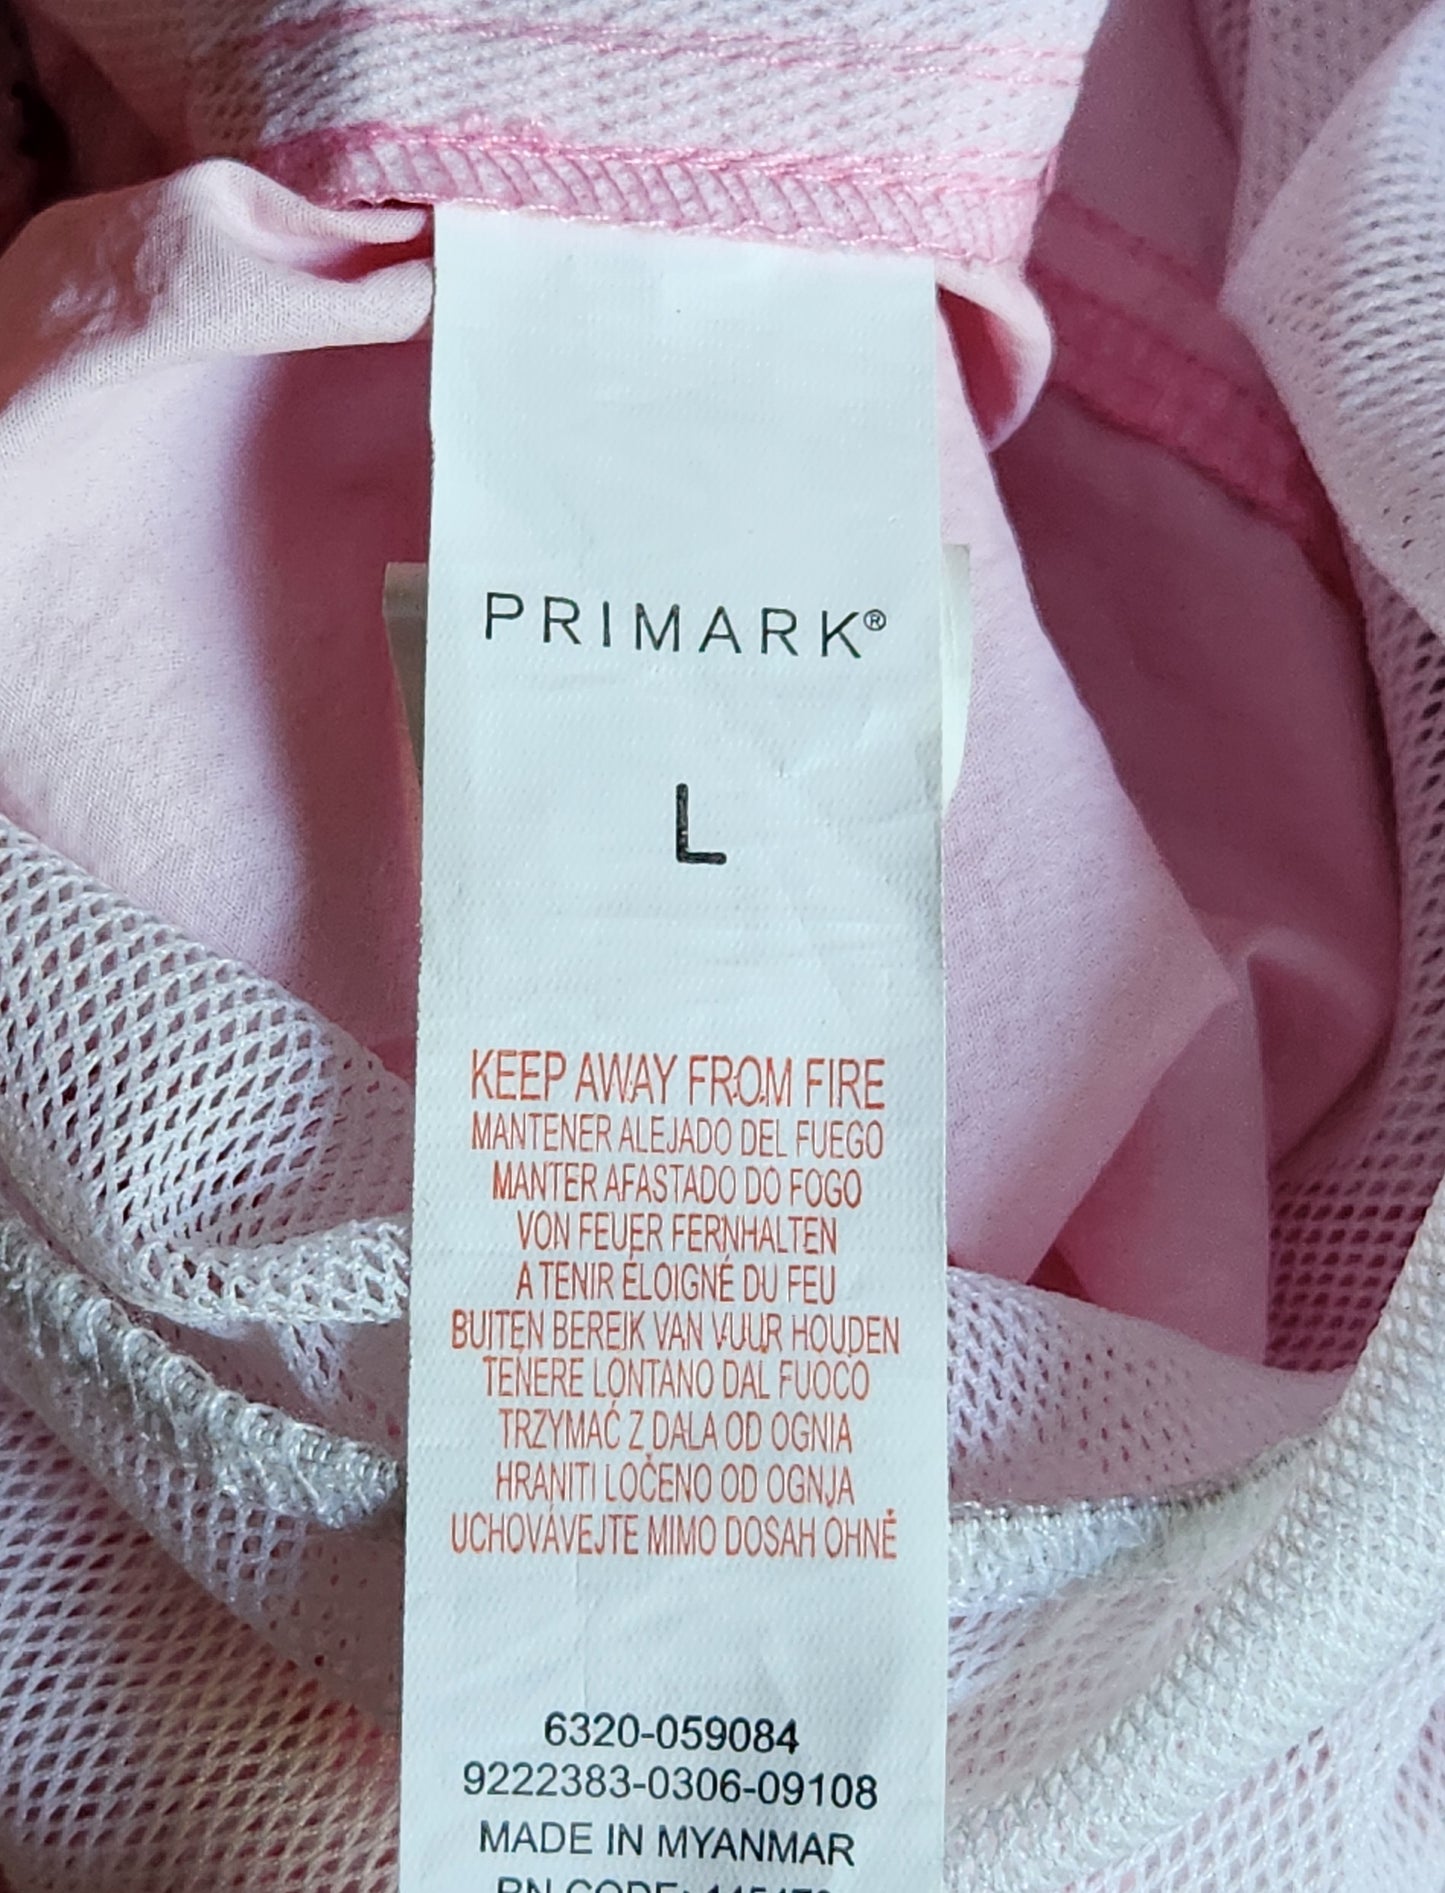 PRIMARK®
L
KEEP AWAY FROM FIRE
MANTENER ALEJADO DEL FUEGO
MANTER AFASTADO DO FOGO
VON FEUER FERNHALTEN
A TENIR ÉLOIGNÉ DU FEU
BUITEN BEREIK VAN VUUR HOUDEN
TENERE LONTANO DAL FUOCO
TRZYMAĆ Z DALA OD OGNIA
HRANITI LOČENO OD OGNJA
UCHOVÁVEJTE MIMO DOSAH OHNĚ
6320-059084
9222383-0306-09108
MADE IN MYANMAR
RN CODE: